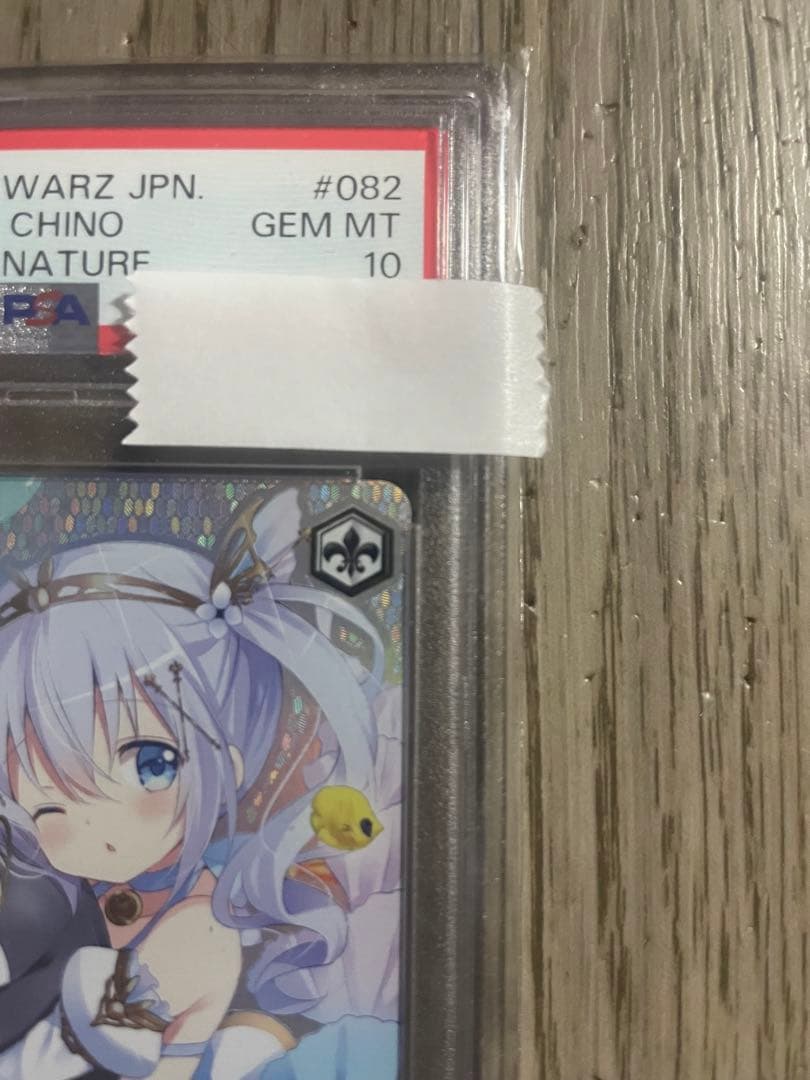 WARZ JPN. #082
CHINO GEM MT
NATURE 10
PSA